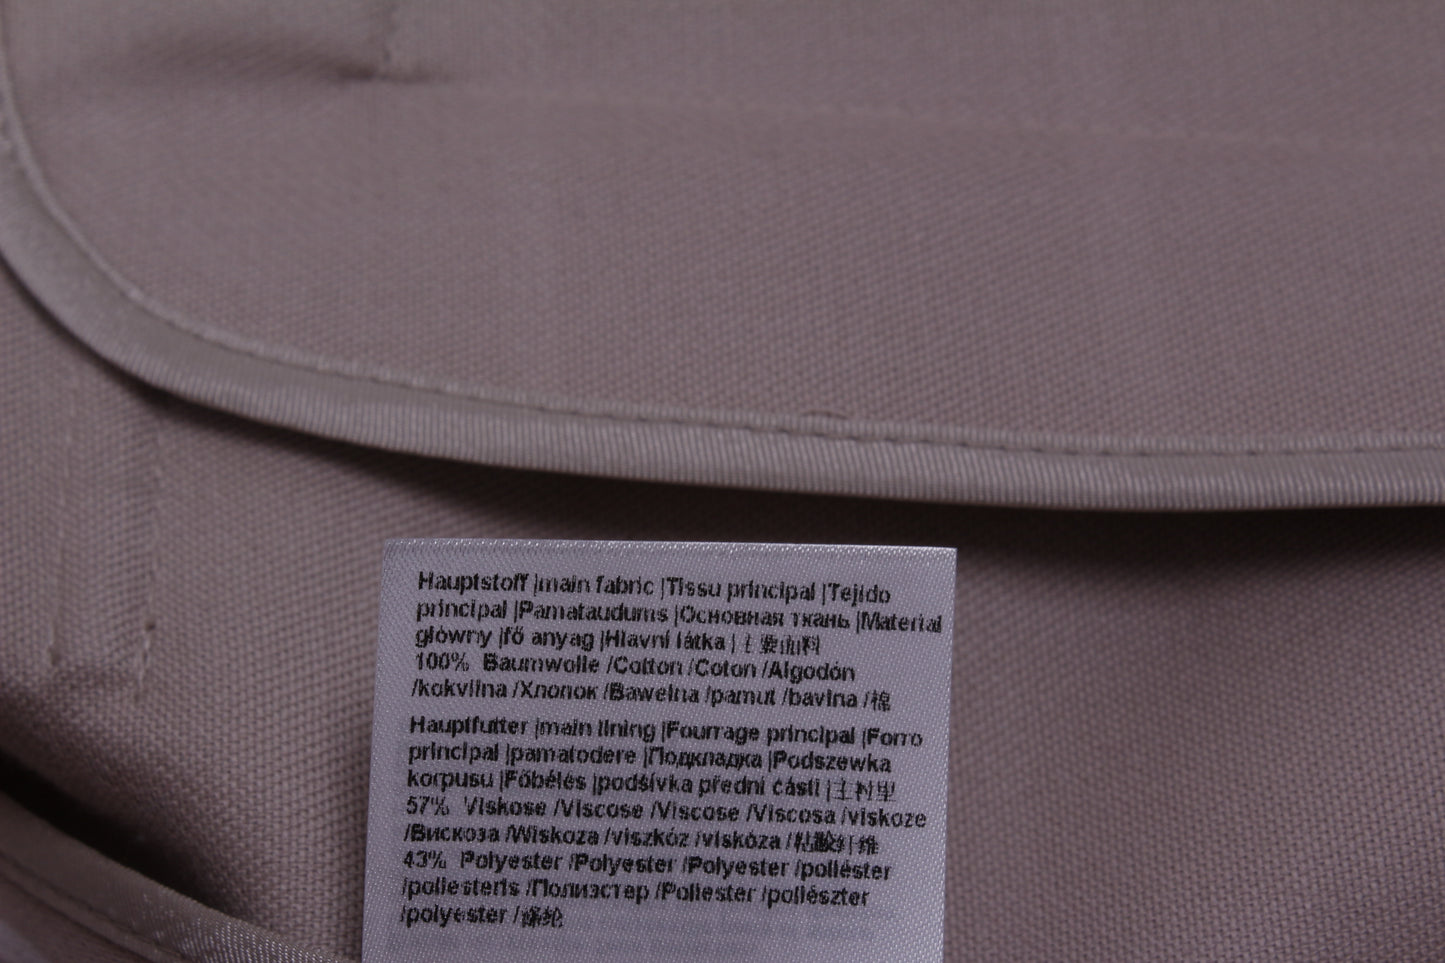 Hauptstoff |main fabric |Tissu principal |Tejido
principal |Pamataudums |Основная ткань |Material
główny |fő anyag |Hlavní látka | 主要面料
100% Baumwolle /Cotton /Coton /Algodón
/kokvilna /Хлопок /Bawełna /pamut /bavlna /棉
Hauptfutter |main lining |Fourrage principal |Forro
principal |pamatodere |Подкладка |Podszewka
korpusu |Főbélés |podšívka přední části |主料里
57% Viskose /Viscose /Viscose /Viscosa /viskoze
/Вискоза /Wiskoza /viszkóz /viskóza /粘酸纤维
43% Polyester /Polyester /Polyester /poliéster
/poliesteris /Полиэстер /Poliester /poliészter
/polyester /涤纶